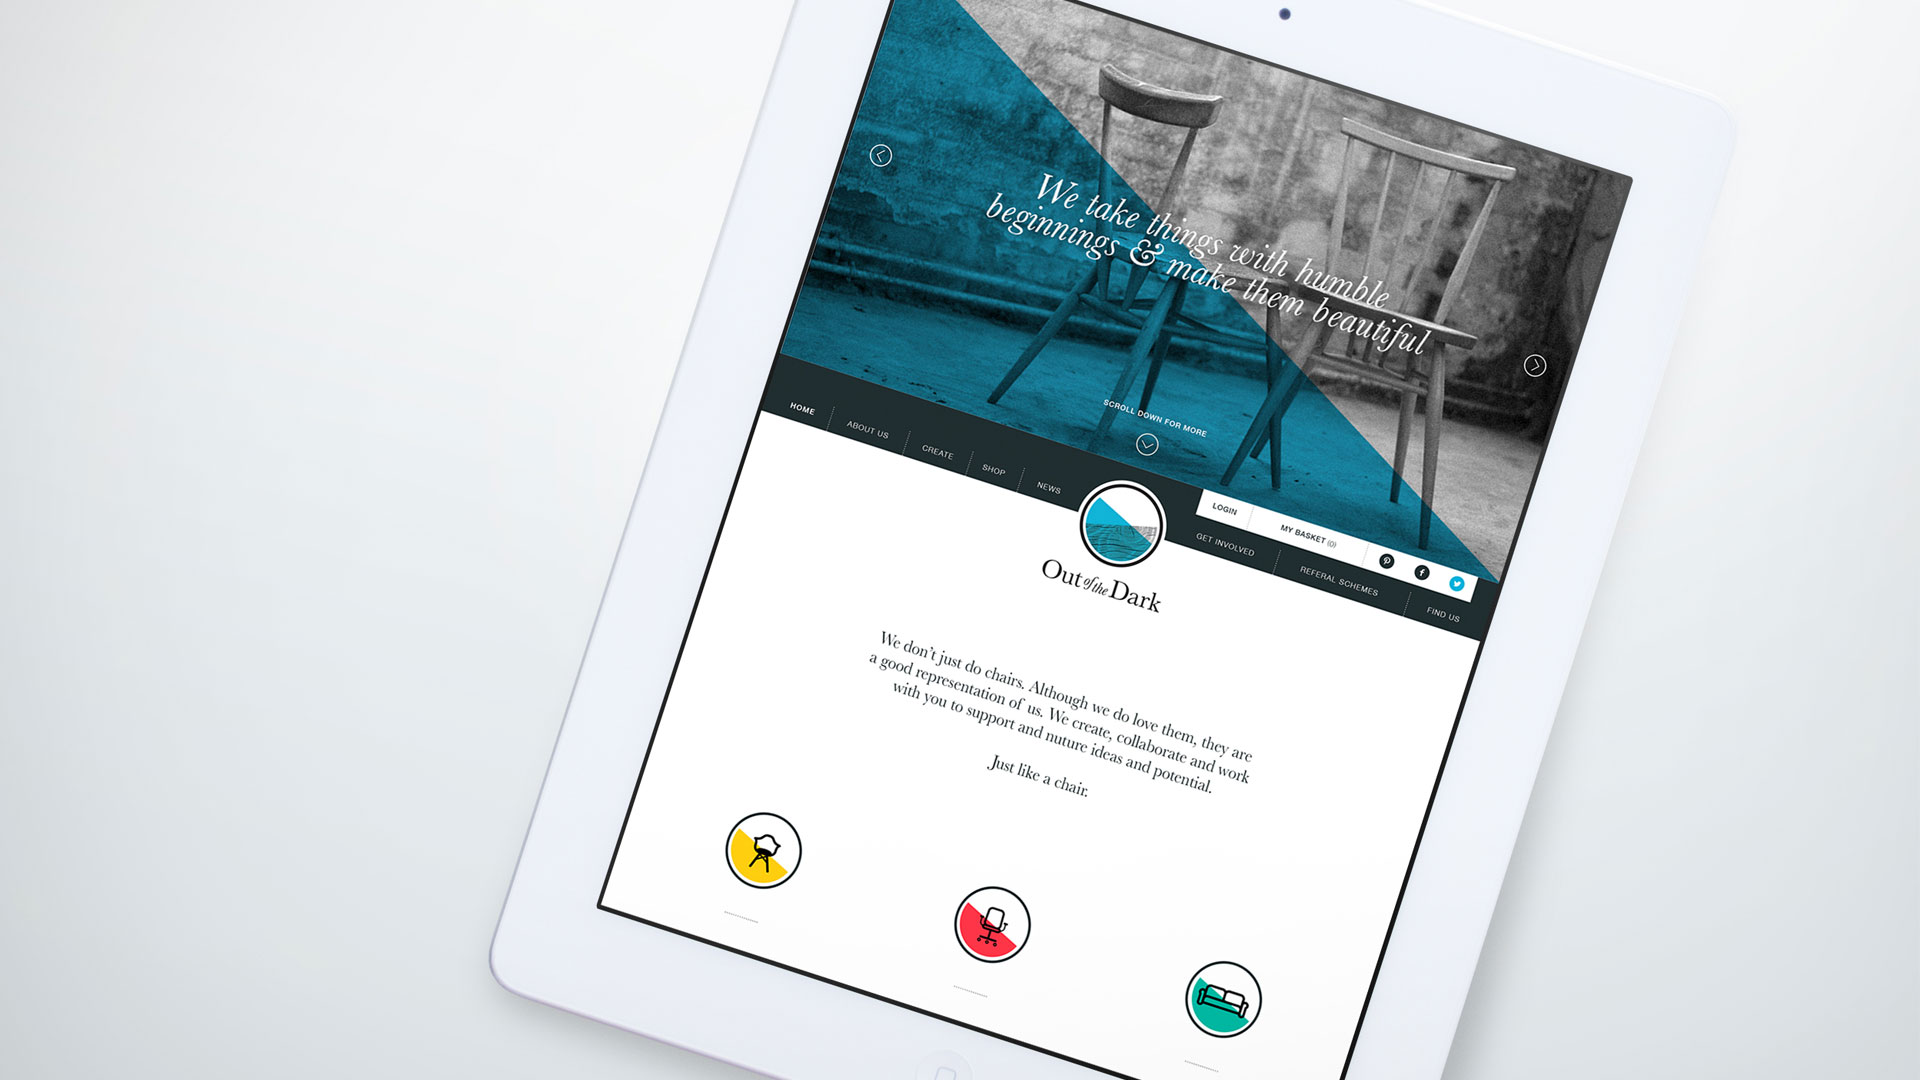 We take things with humble
beginnings & make them beautiful
SCROLL DOWN FOR MORE
HOME
ABOUT US
CREATE
SHOP
NEWS
LOGIN
MY BASKET (0)
GET INVOLVED
REFERAL SCHEMES
FIND US
Out of the Dark
We don't just do chairs. Although we do love them, they are
a good representation of us. We create, collaborate and work
with you to support and nuture ideas and potential.
Just like a chair.